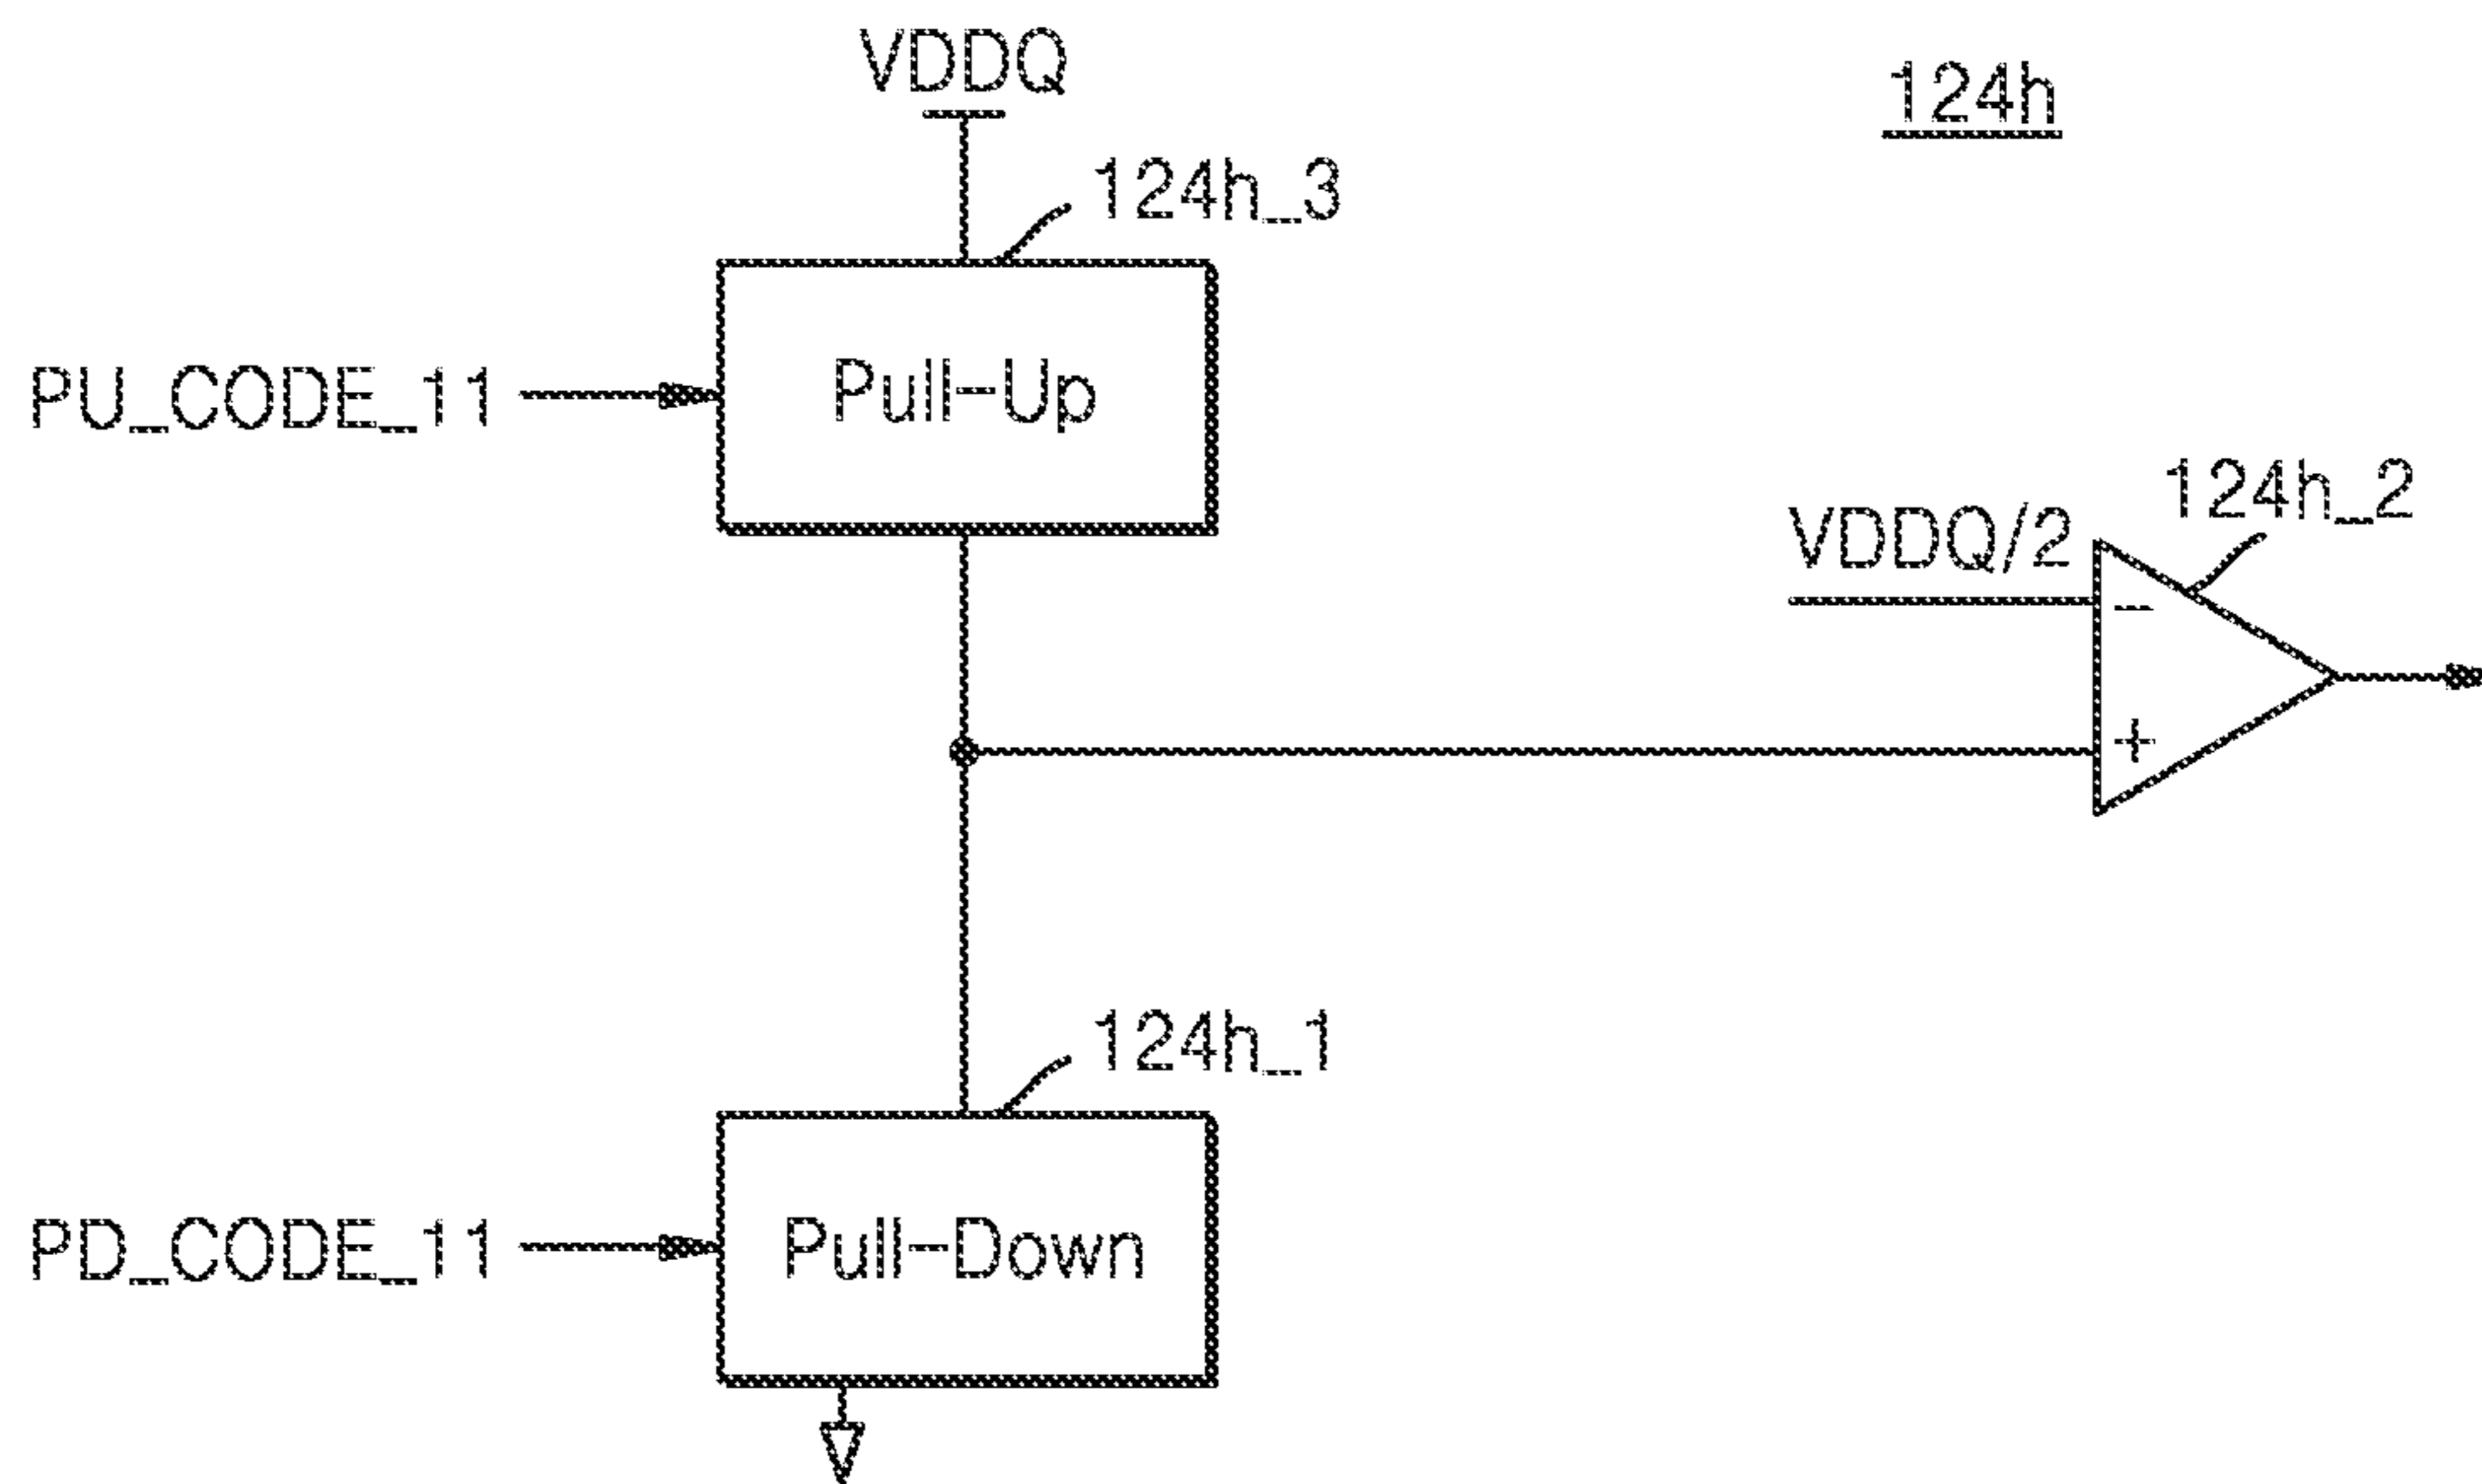 VDDQ
124h
124h_3
PU_CODE_11
Pull-Up
VDDQ/2
124h_2
-
+
124h_1
PD_CODE_11
Pull-Down